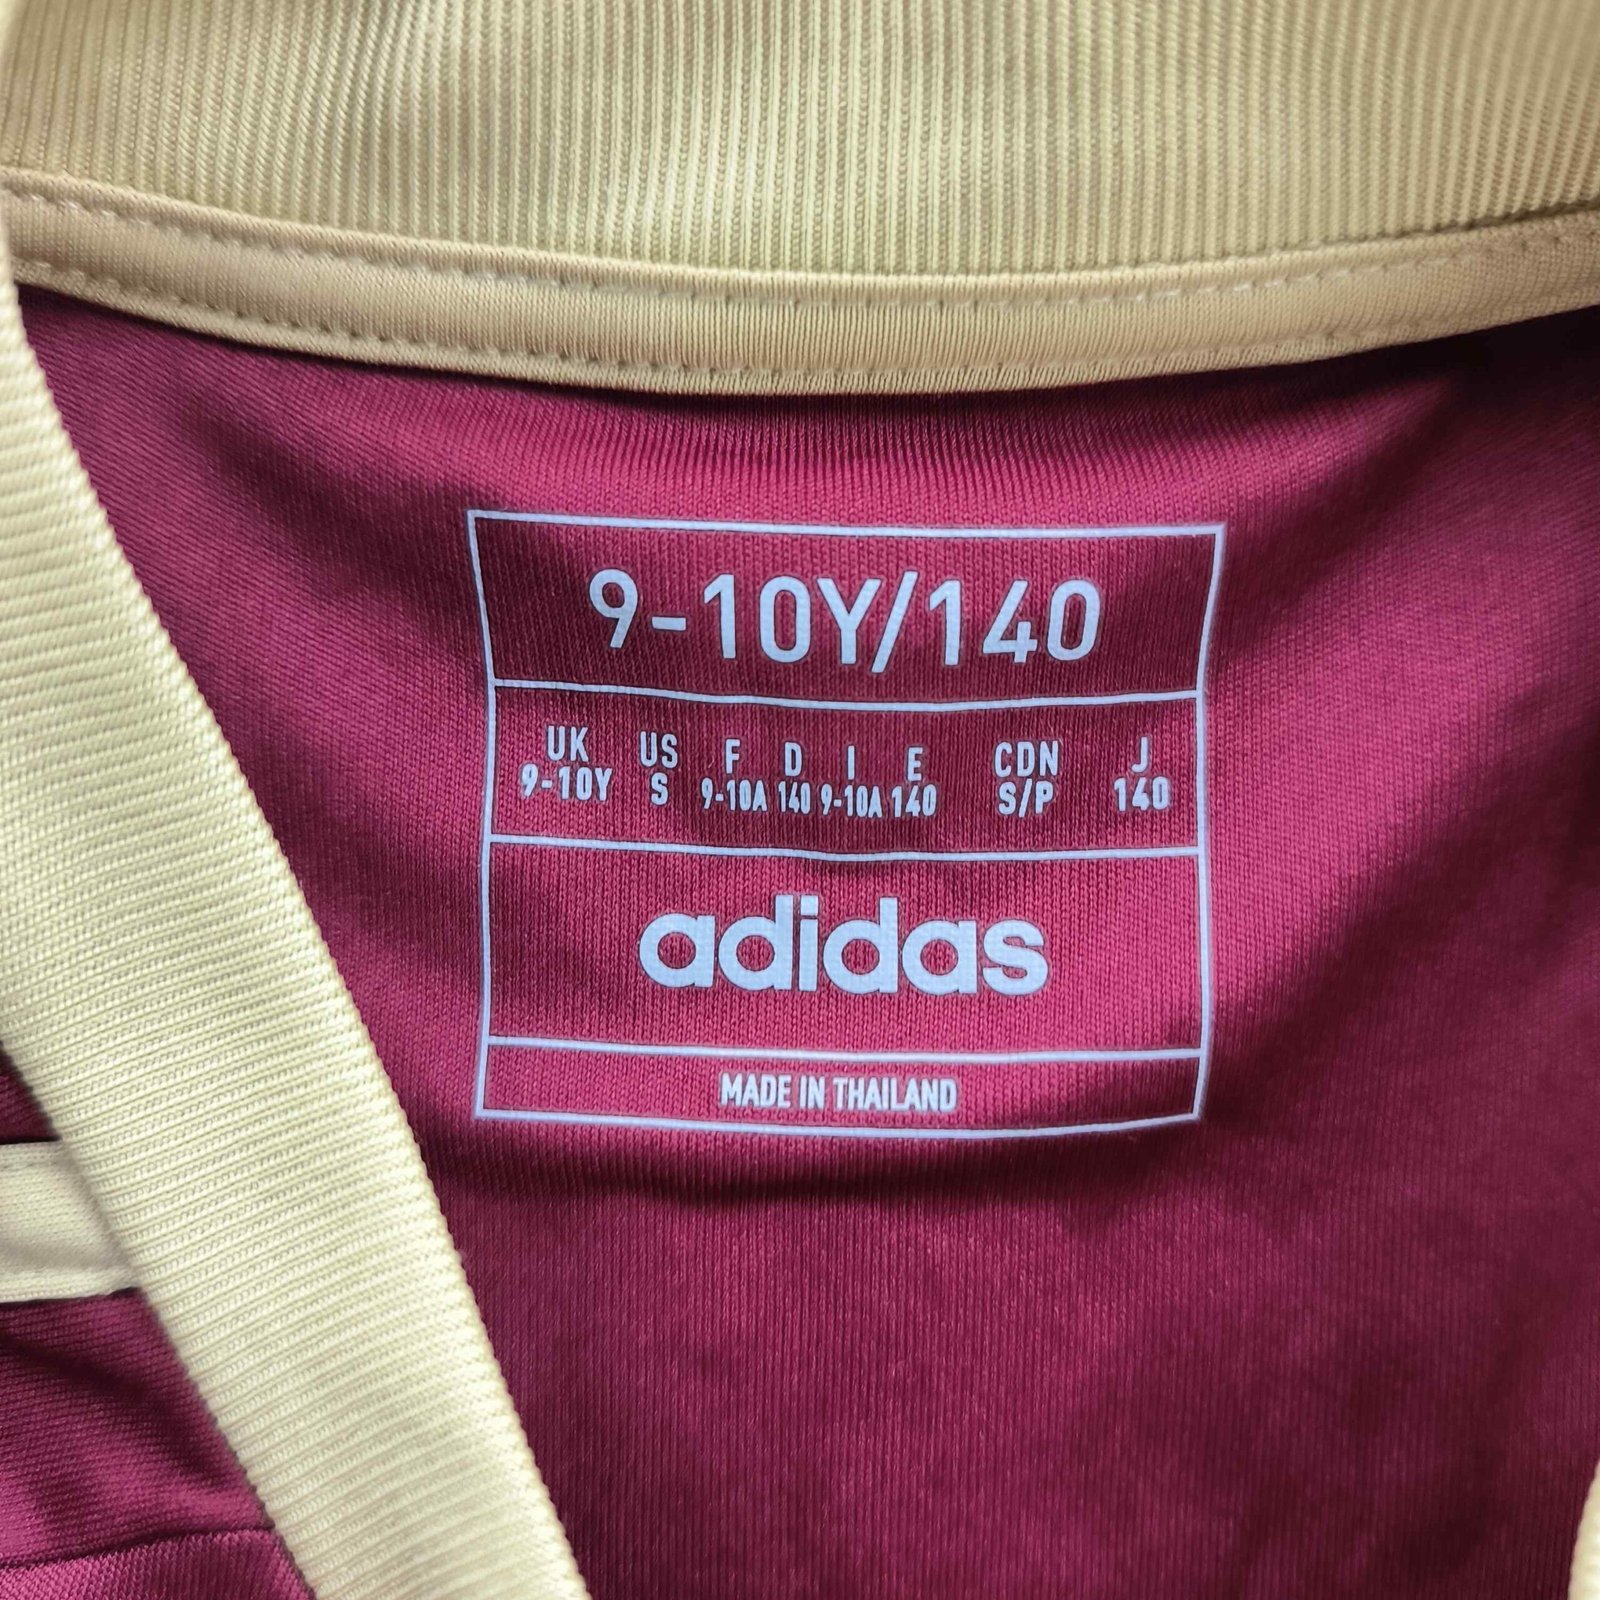 9-10Y/140
UK US F D I E CDN J
9-10Y S 9-10A 140 9-10A 140 S/P 140
adidas
MADE IN THAILAND